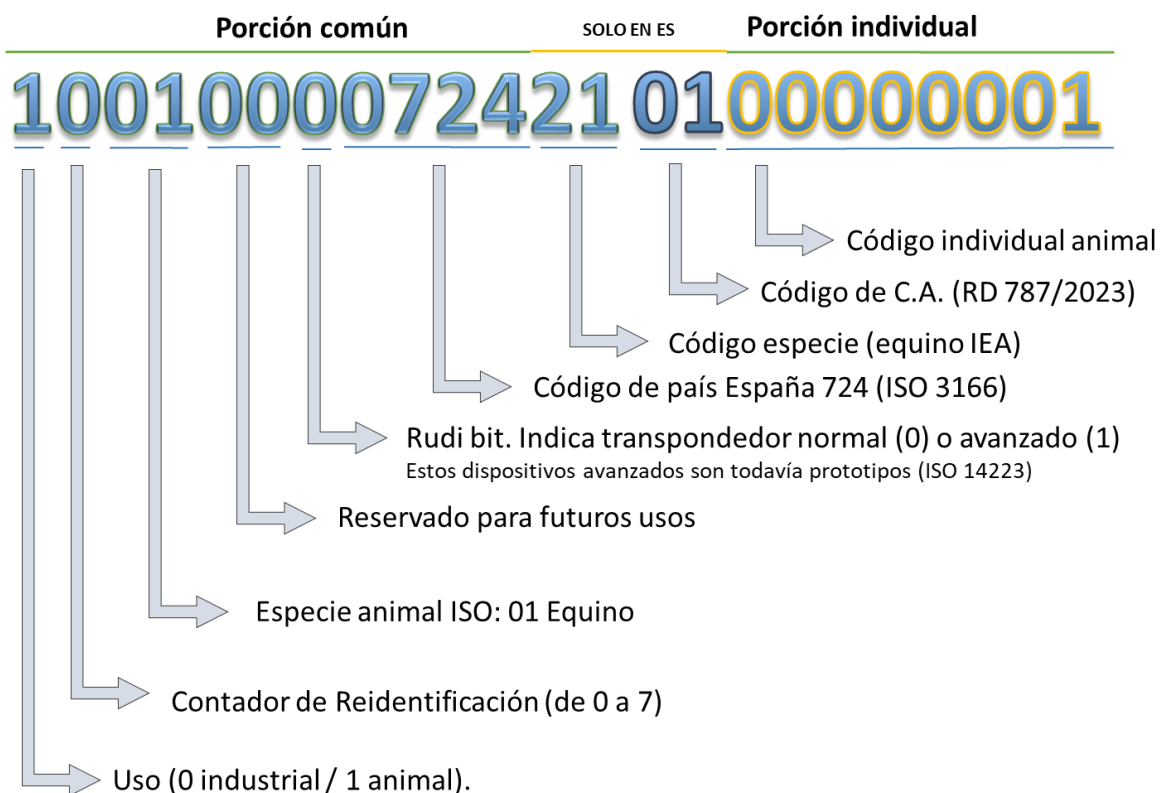 Porción común SOLO EN ES Porción individual
1001000072421 0100000001
Código individual animal
Código de C.A. (RD 787/2023)
Código especie (equino IEA)
Código de país España 724 (ISO 3166)
Rudi bit. Indica transpondedor normal (0) o avanzado (1)
Estos dispositivos avanzados son todavía prototipos (ISO 14223)
Reservado para futuros usos
Especie animal ISO: 01 Equino
Contador de Reidentificación (de 0 a 7)
Uso (0 industrial / 1 animal).